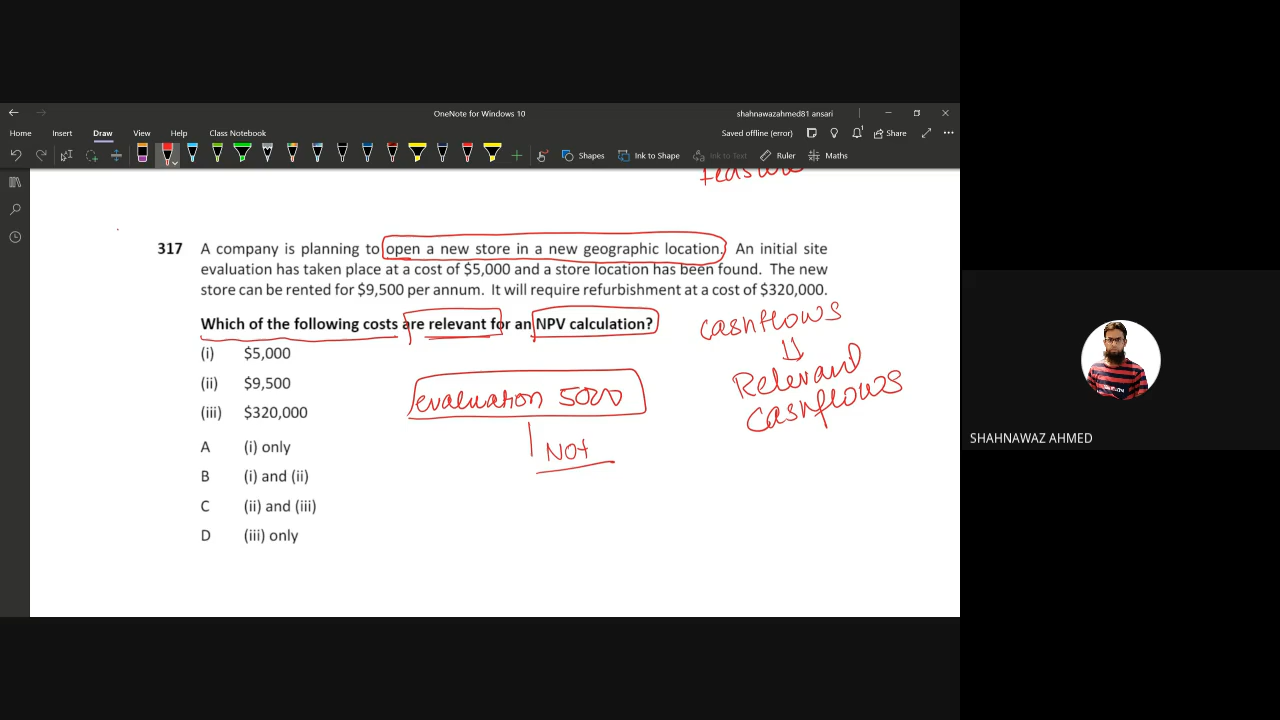 OneNote for Windows 10
shahnawazahmed81 ansari
Home Insert Draw View Help Class Notebook
Saved offline (error) Share
Shapes Ink to Shape Ink to Text Ruler Maths
feasible
317 A company is planning to open a new store in a new geographic location. An initial site
evaluation has taken place at a cost of $5,000 and a store location has been found. The new
store can be rented for $9,500 per annum. It will require refurbishment at a cost of $320,000.
Which of the following costs are relevant for an NPV calculation?
(i) $5,000
(ii) $9,500
(iii) $320,000
A (i) only
B (i) and (ii)
C (ii) and (iii)
D (iii) only
evaluation 5000
Not
cashflows
Relevant
cashflows
SHAHNAWAZ AHMED